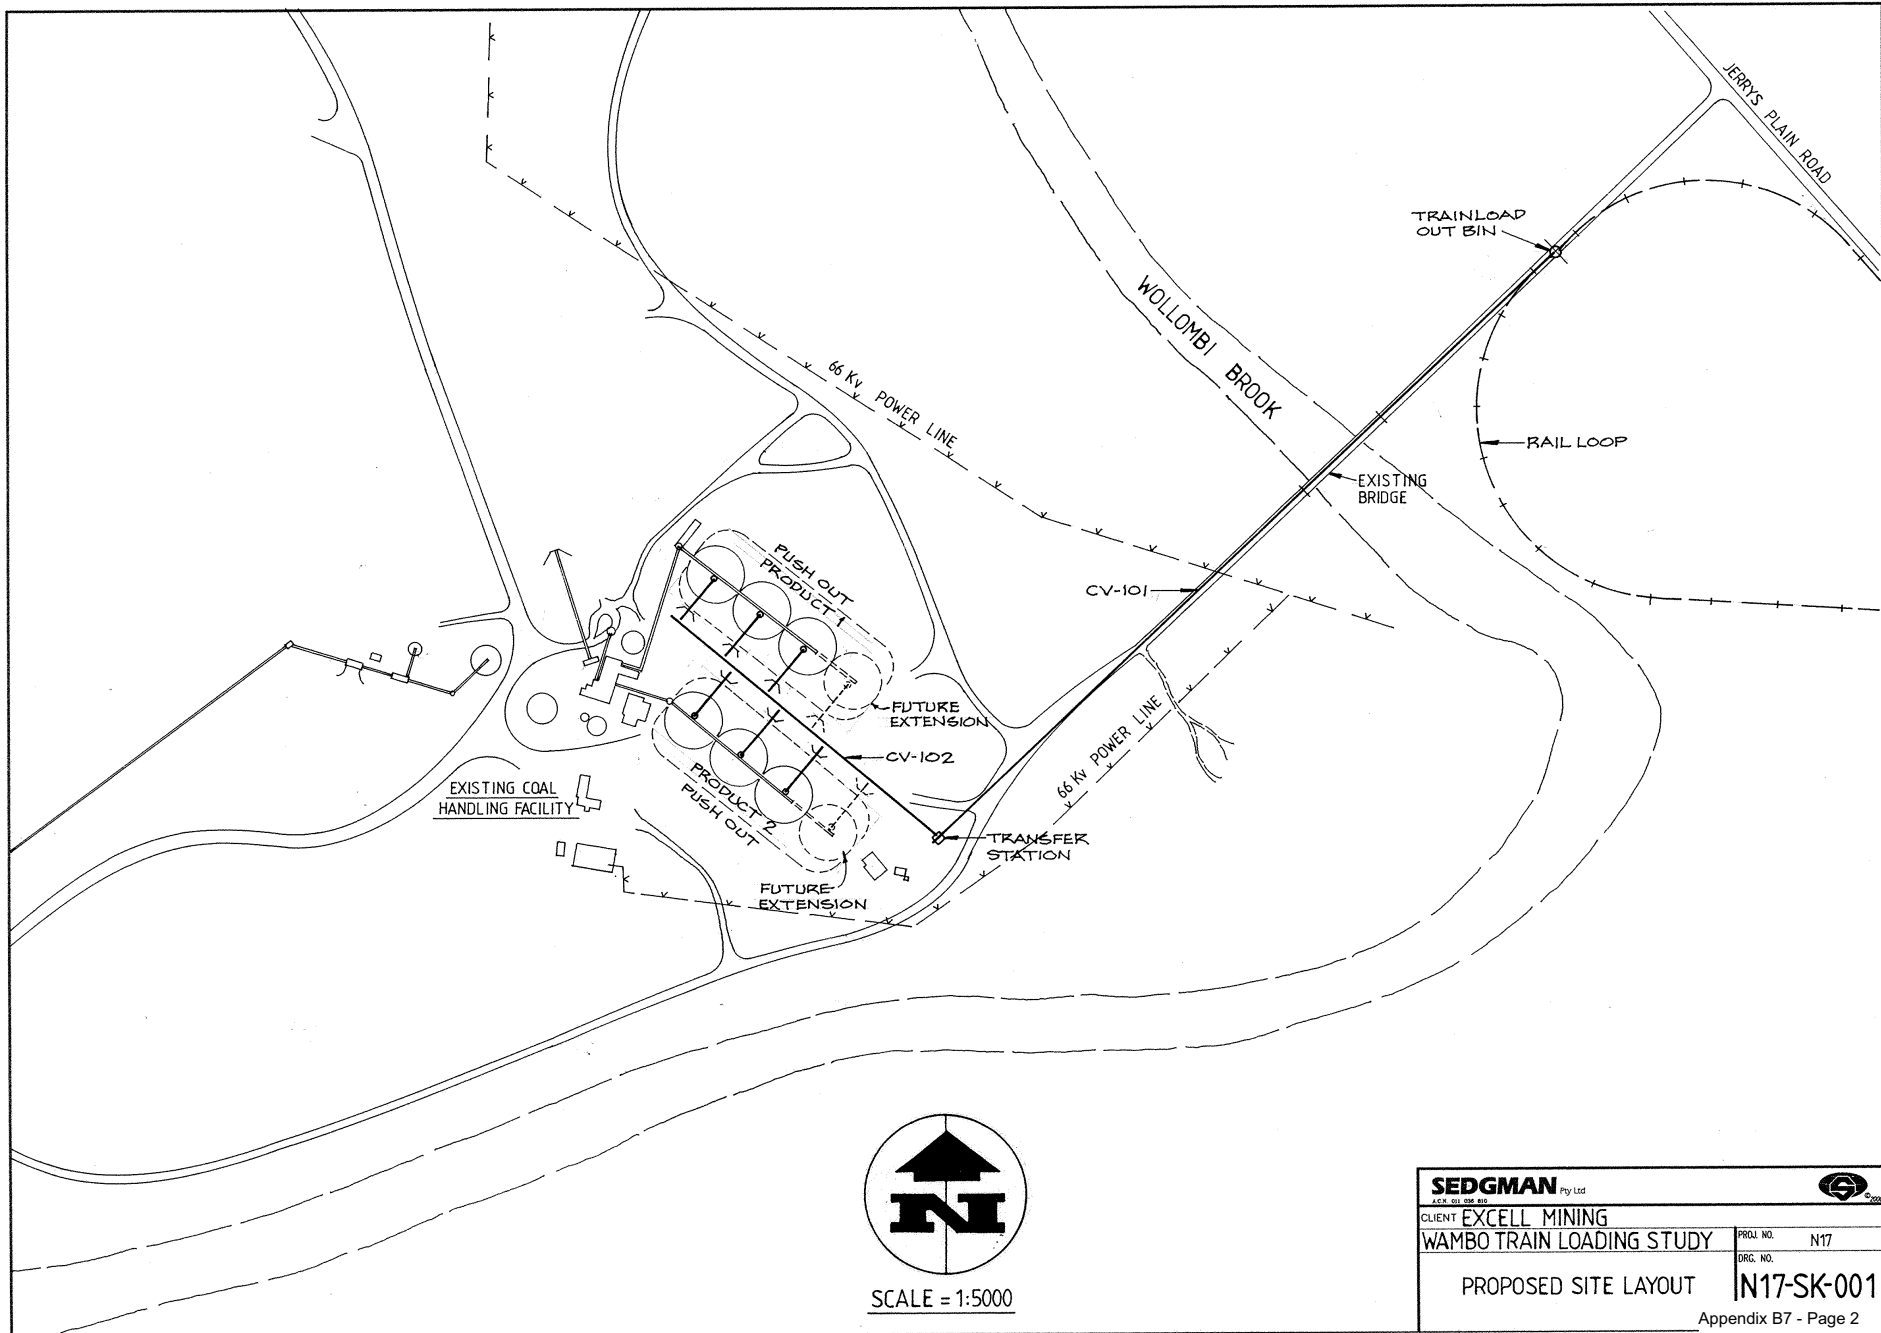 JERRYS PLAIN ROAD
TRAINLOAD
OUT BIN
WOLLOMBI BROOK
66 Kv POWER LINE
RAIL LOOP
EXISTING
BRIDGE
CV-101
PUSH OUT
PRODUCT 1
FUTURE
EXTENSION
CV-102
66 Kv POWER LINE
EXISTING COAL
HANDLING FACILITY
PRODUCT 2
PUSH OUT
TRANSFER
STATION
FUTURE
EXTENSION
N
SCALE = 1:5000
SEDGMAN Pty Ltd
A.C.N. 011 036 810
CLIENT EXCELL MINING
WAMBO TRAIN LOADING STUDY
PROJ. NO. N17
DRG. NO.
PROPOSED SITE LAYOUT
N17-SK-001
Appendix B7 - Page 2